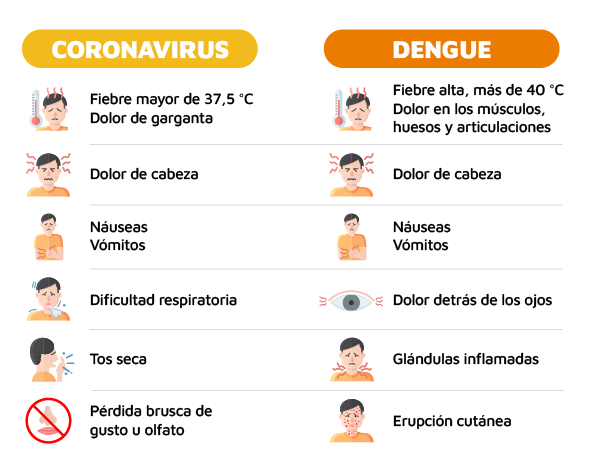 CORONAVIRUS
Fiebre mayor de 37,5 °C
Dolor de garganta
Dolor de cabeza
Náuseas
Vómitos
Dificultad respiratoria
Tos seca
Pérdida brusca de
gusto u olfato
DENGUE
Fiebre alta, más de 40 °C
Dolor en los músculos,
huesos y articulaciones
Dolor de cabeza
Náuseas
Vómitos
Dolor detrás de los ojos
Glándulas inflamadas
Erupción cutánea